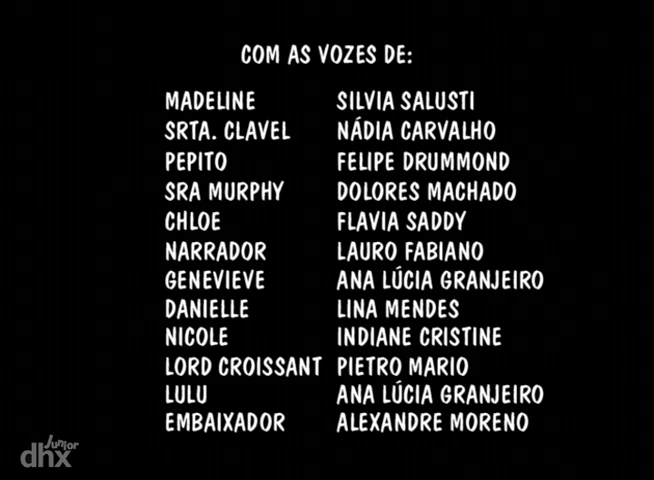 COM AS VOZES DE:
MADELINE SILVIA SALUSTI
SRTA. CLAVEL NÁDIA CARVALHO
PEPITO FELIPE DRUMMOND
SRA MURPHY DOLORES MACHADO
CHLOE FLAVIA SADDY
NARRADOR LAURO FABIANO
GENEVIEVE ANA LÚCIA GRANJEIRO
DANIELLE LINA MENDES
NICOLE INDIANE CRISTINE
LORD CROISSANT PIETRO MARIO
LULU ANA LÚCIA GRANJEIRO
EMBAIXADOR ALEXANDRE MORENO
Junior
dhx